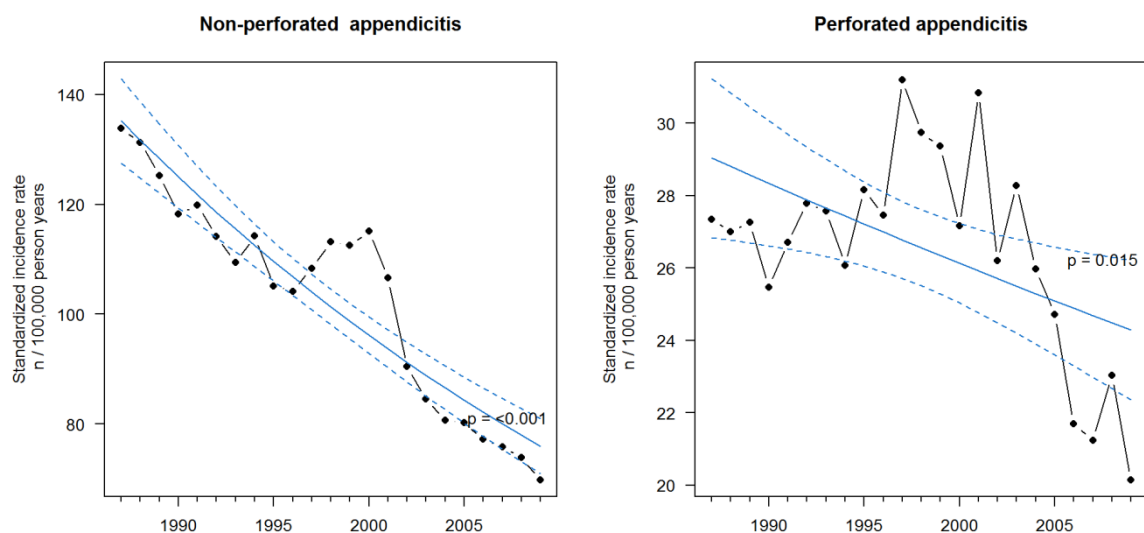 Non-perforated appendicitis
Standardized incidence rate
n / 100,000 person years
140
120
100
80
p = <0.001
1990
1995
2000
2005
Perforated appendicitis
Standardized incidence rate
n / 100,000 person years
30
28
26
24
22
20
p = 0.015
1990
1995
2000
2005